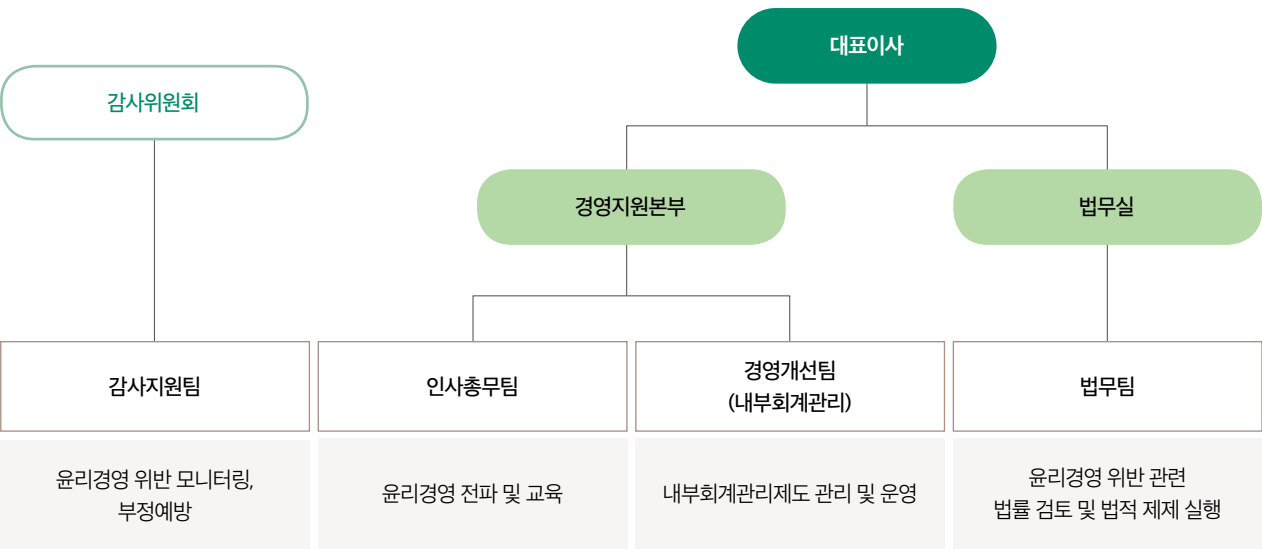 대표이사
감사위원회
경영지원본부
법무실
감사지원팀
인사총무팀
경영개선팀
(내부회계관리)
법무팀
윤리경영 위반 모니터링,
부정예방
윤리경영 전파 및 교육
내부회계관리제도 관리 및 운영
윤리경영 위반 관련
법률 검토 및 법적 제제 실행